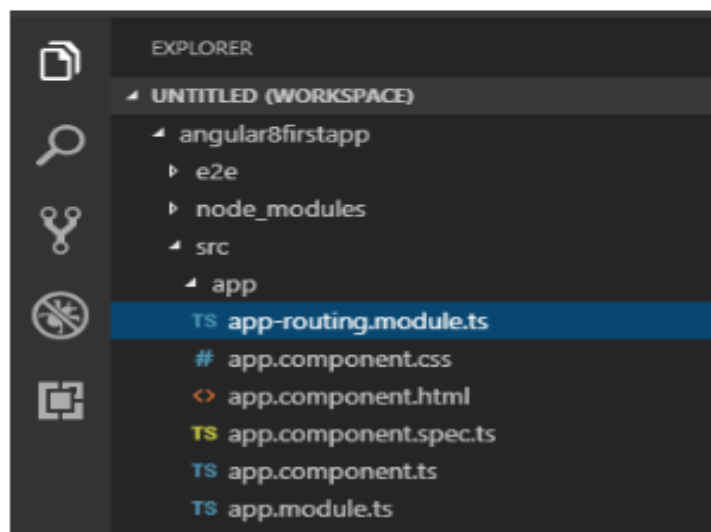 EXPLORER
UNTITLED (WORKSPACE)
angular8firstapp
e2e
node_modules
src
app
TS app-routing.module.ts
# app.component.css
<> app.component.html
TS app.component.spec.ts
TS app.component.ts
TS app.module.ts